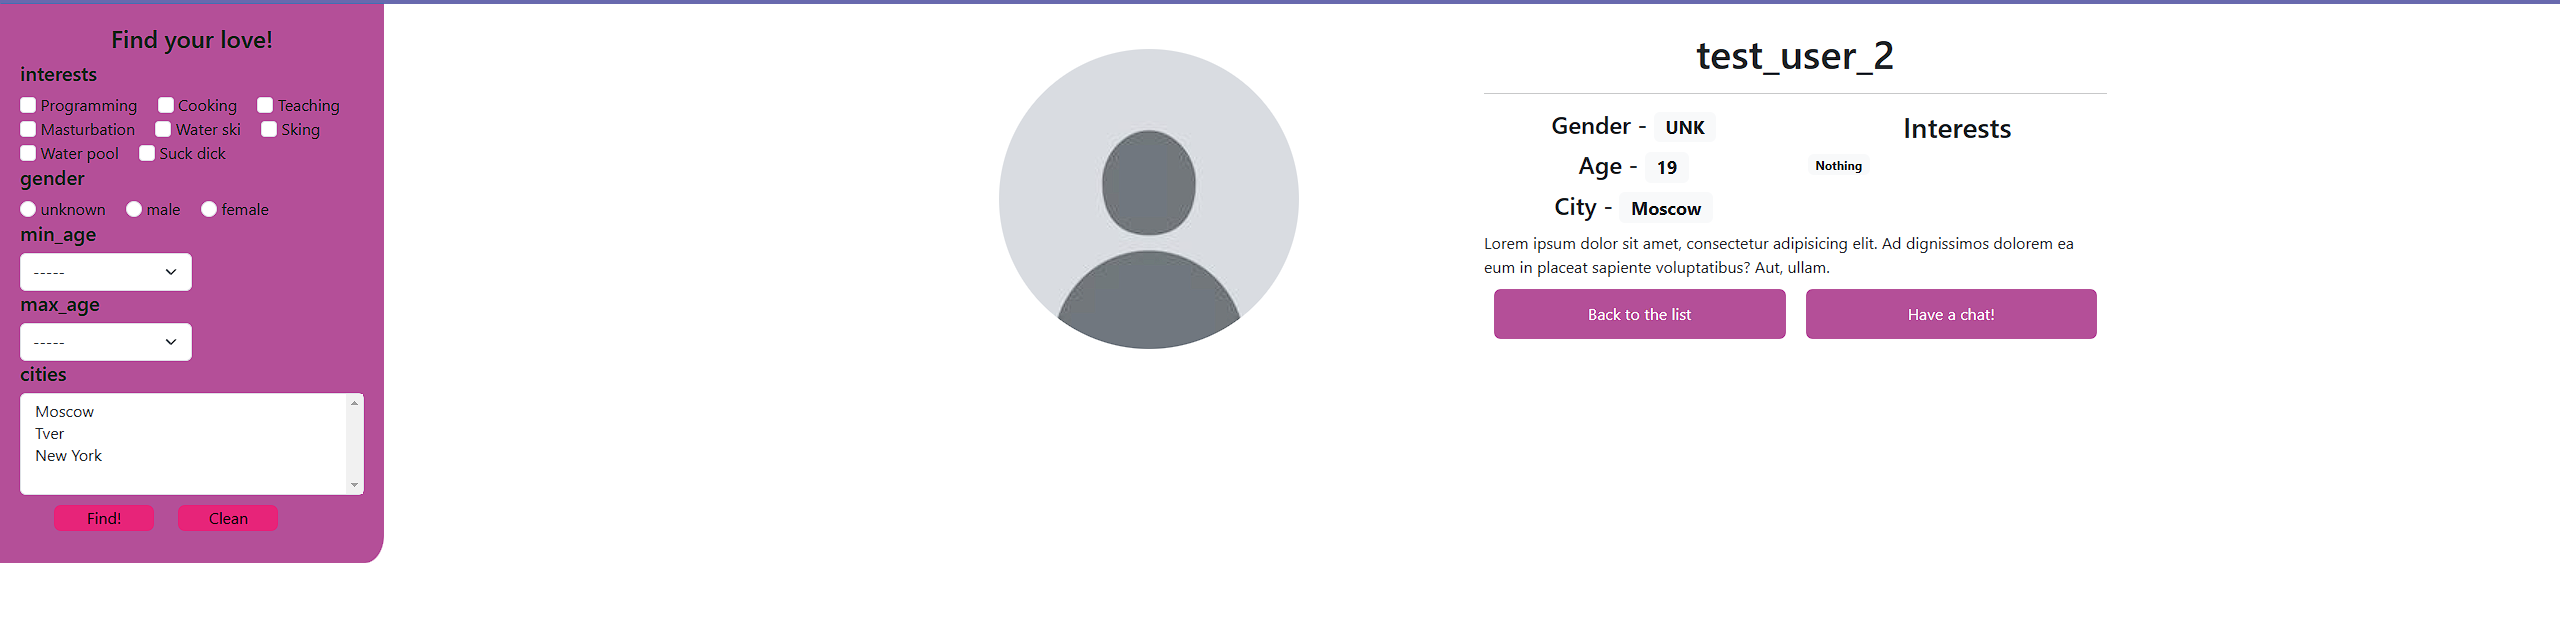 Find your love!
interests
Programming Cooking Teaching
Masturbation Water ski Sking
Water pool Suck dick
gender
unknown male female
min_age
-----
max_age
-----
cities
Moscow
Tver
New York
Find! Clean
test_user_2
Gender - UNK
Age - 19
City - Moscow
Interests
Nothing
Lorem ipsum dolor sit amet, consectetur adipisicing elit. Ad dignissimos dolorem ea
eum in placeat sapiente voluptatibus? Aut, ullam.
Back to the list Have a chat!